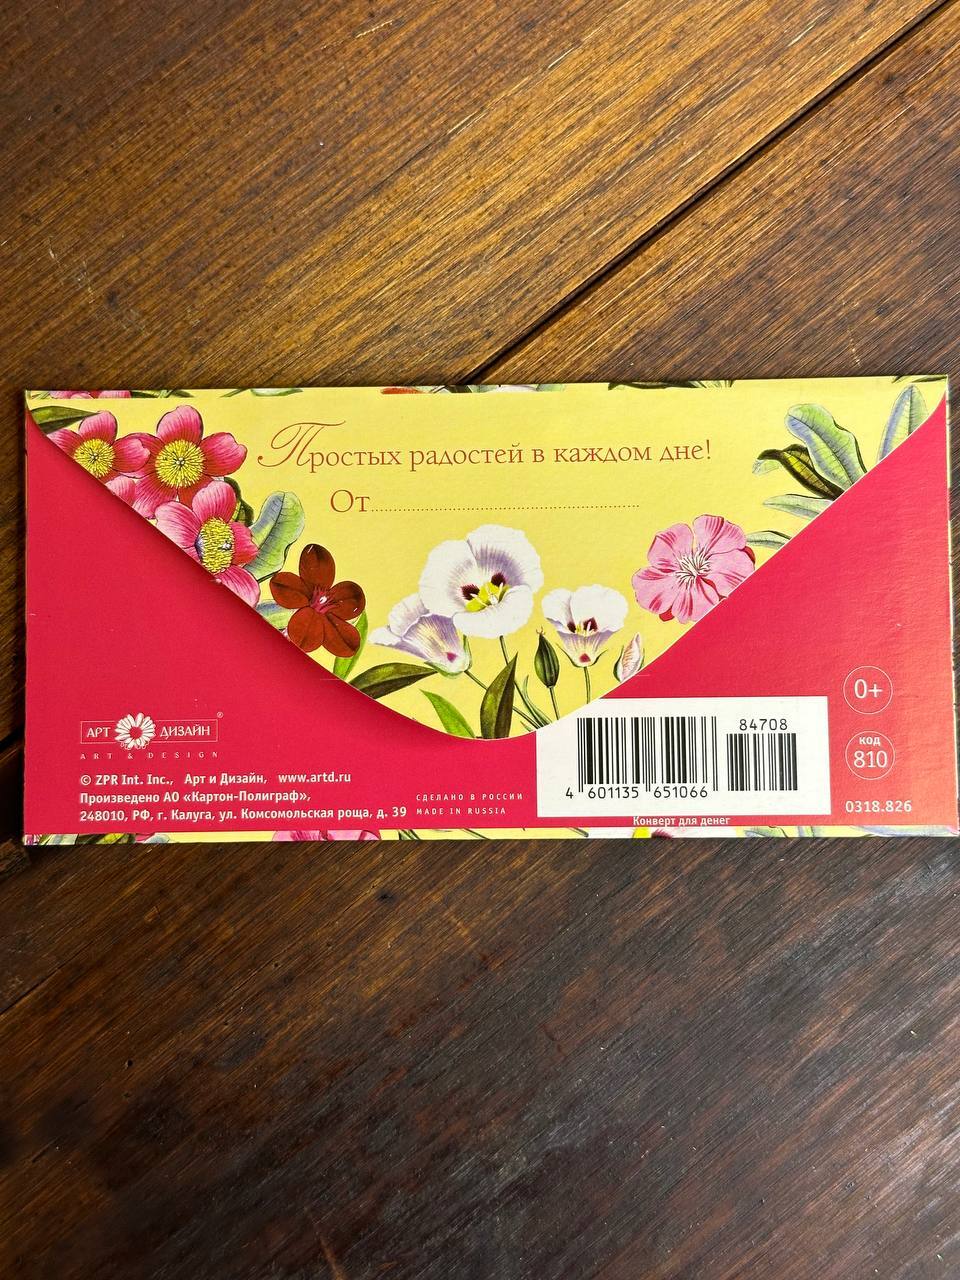 Простых радостей в каждом дне!
От
АРТ ДИЗАЙН®
ART & DESIGN
© ZPR Int. Inc., Арт и Дизайн, www.artd.ru
Произведено АО «Картон-Полиграф»,
248010, РФ, г. Калуга, ул. Комсомольская роща, д. 39
СДЕЛАНО В РОССИИ
MADE IN RUSSIA
84708
4 601135 651066
Конверт для денег
0+
код
810
0318.826